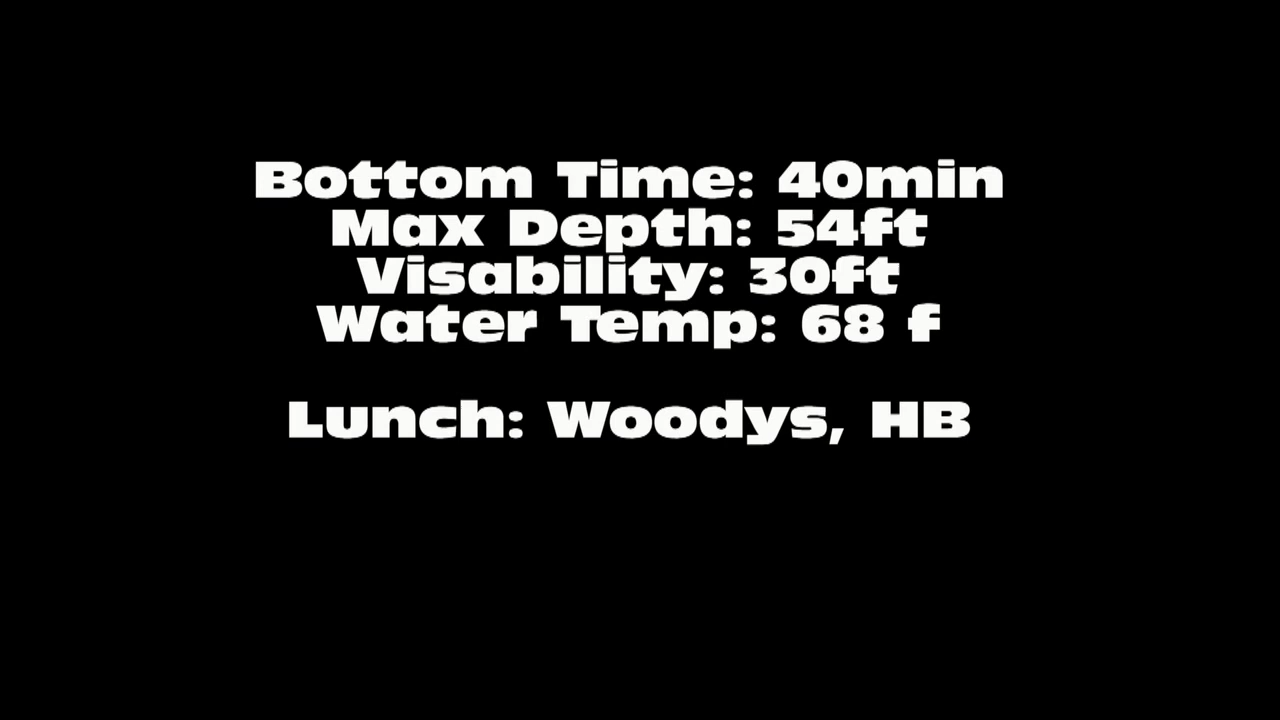 Bottom Time: 40min
Max Depth: 54ft
Visability: 30ft
Water Temp: 68 f
Lunch: Woodys, HB